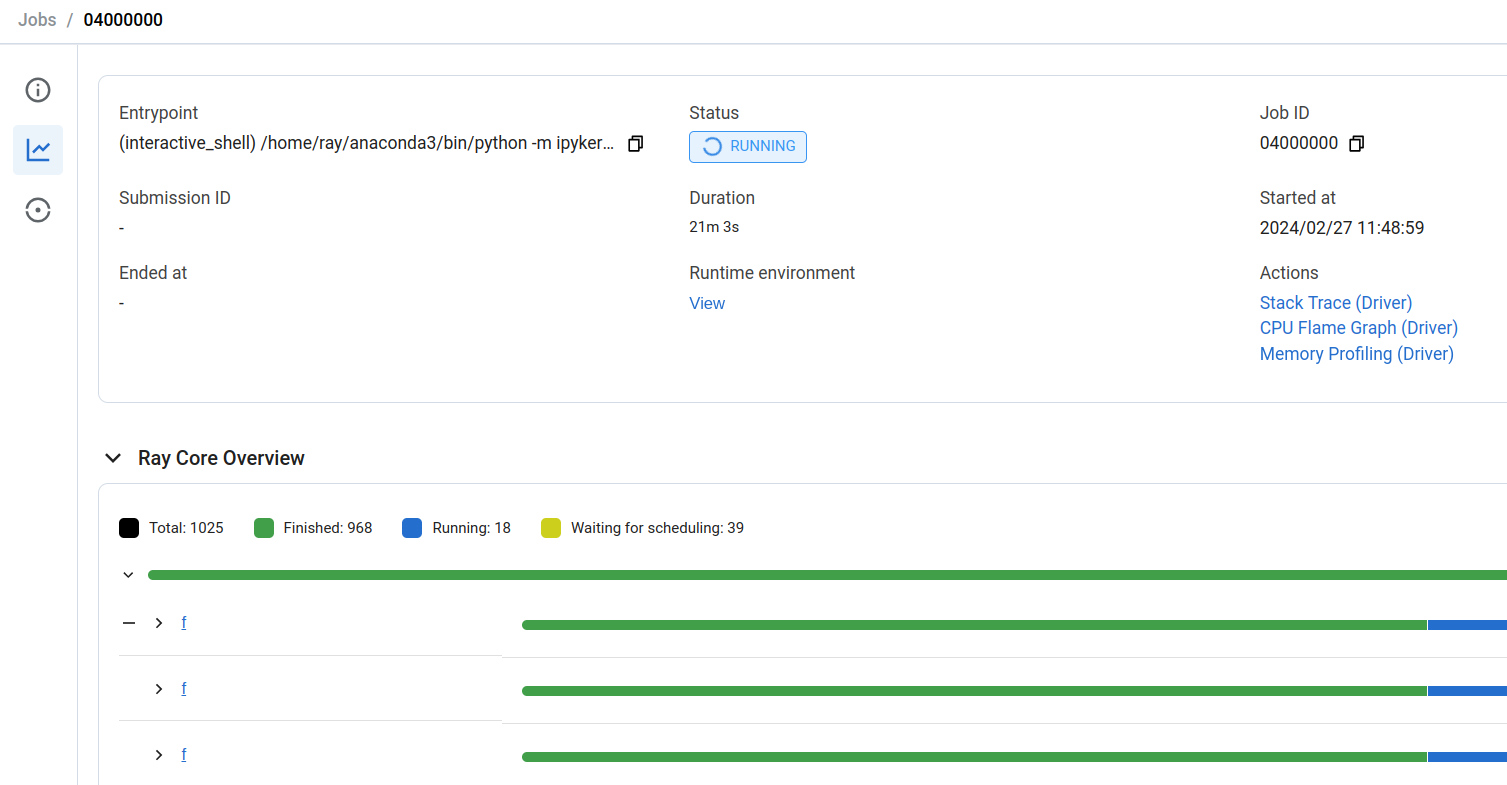 Jobs / 04000000
Entrypoint
(interactive_shell) /home/ray/anaconda3/bin/python -m ipyker...
Status
RUNNING
Job ID
04000000
Submission ID
-
Duration
21m 3s
Started at
2024/02/27 11:48:59
Ended at
-
Runtime environment
View
Actions
Stack Trace (Driver)
CPU Flame Graph (Driver)
Memory Profiling (Driver)
Ray Core Overview
Total: 1025 Finished: 968 Running: 18 Waiting for scheduling: 39
f
f
f